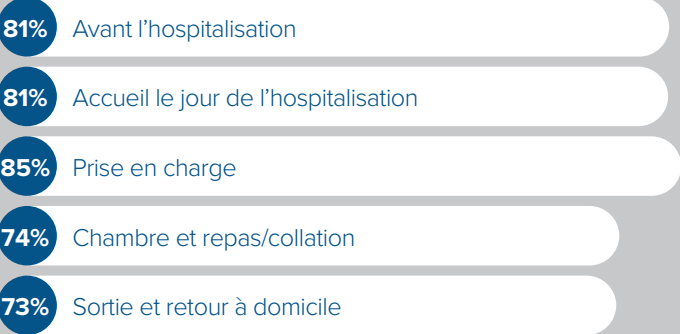 81% Avant l’hospitalisation
81% Accueil le jour de l’hospitalisation
85% Prise en charge
74% Chambre et repas/collation
73% Sortie et retour à domicile